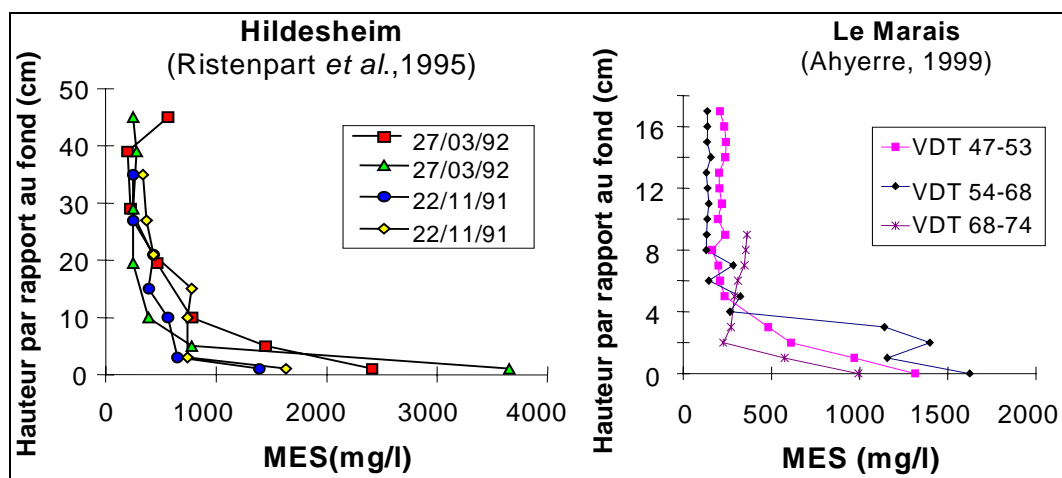 Hildesheim
(Ristenpart et al.,1995)
Hauteur par rapport au fond (cm)
50
40
30
20
10
0
0 1000 2000 3000 4000
MES(mg/l)
27/03/92
27/03/92
22/11/91
22/11/91
Le Marais
(Ahyerre, 1999)
Hauteur par rapport au fond (cm)
16
12
8
4
0
0 500 1000 1500 2000
MES (mg/l)
VDT 47-53
VDT 54-68
VDT 68-74